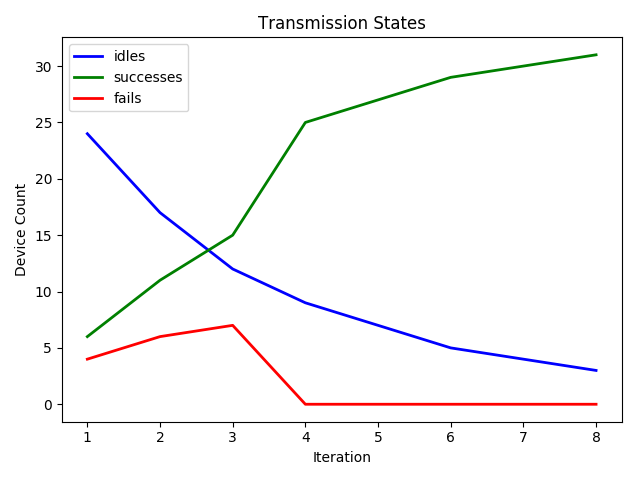 Transmission States
idles
successes
fails
30
25
20
15
10
5
0
Device Count
1 2 3 4 5 6 7 8
Iteration